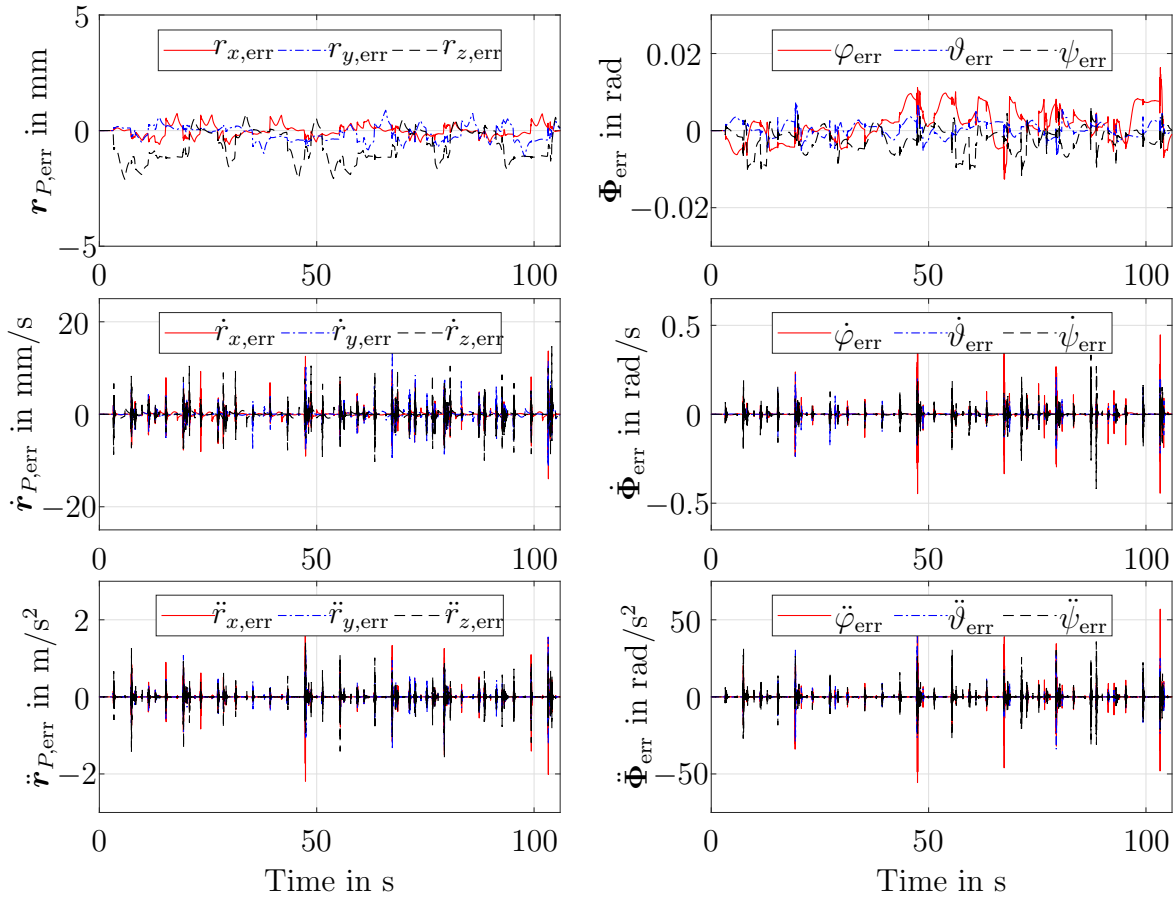 r_{P,err} in mm
5
0
−5
r_{x,err} r_{y,err} r_{z,err}
0 50 100
Φ_{err} in rad
0.02
0
−0.02
φ_{err} ϑ_{err} ψ_{err}
0 50 100
ṙ_{P,err} in mm/s
20
0
−20
ṙ_{x,err} ṙ_{y,err} ṙ_{z,err}
0 50 100
Φ̇_{err} in rad/s
0.5
0
−0.5
φ̇_{err} ϑ̇_{err} ψ̇_{err}
0 50 100
r̈_{P,err} in m/s²
2
0
−2
r̈_{x,err} r̈_{y,err} r̈_{z,err}
0 50 100
Time in s
Φ̈_{err} in rad/s²
50
0
−50
φ̈_{err} ϑ̈_{err} ψ̈_{err}
0 50 100
Time in s